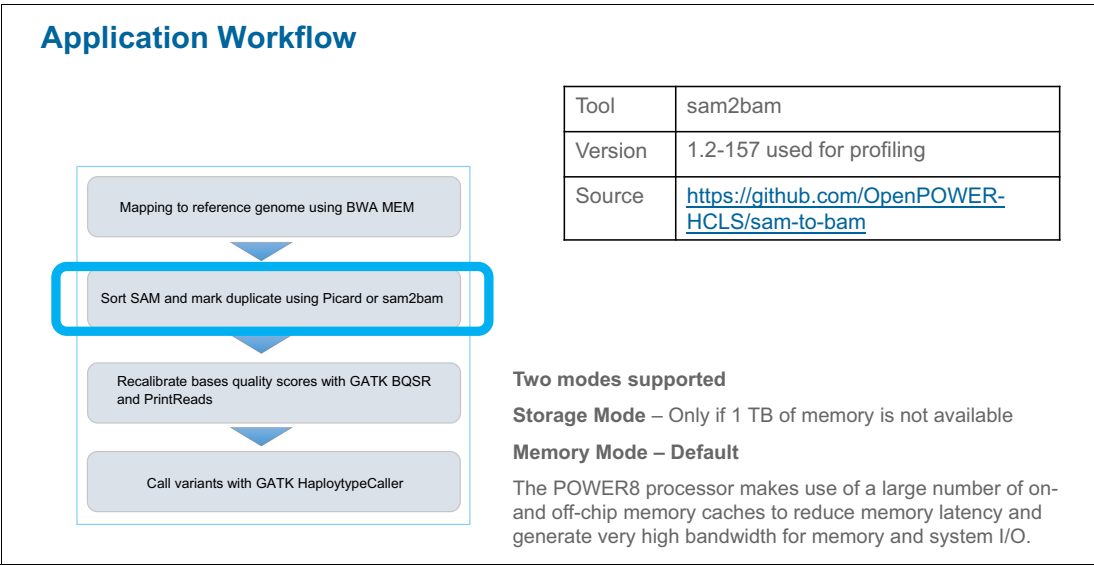 Application Workflow
Tool sam2bam
Version 1.2-157 used for profiling
Source https://github.com/OpenPOWER-
HCLS/sam-to-bam
Mapping to reference genome using BWA MEM
Sort SAM and mark duplicate using Picard or sam2bam
Recalibrate bases quality scores with GATK BQSR
and PrintReads
Call variants with GATK HaploytypeCaller
Two modes supported
Storage Mode – Only if 1 TB of memory is not available
Memory Mode – Default
The POWER8 processor makes use of a large number of on-
and off-chip memory caches to reduce memory latency and
generate very high bandwidth for memory and system I/O.